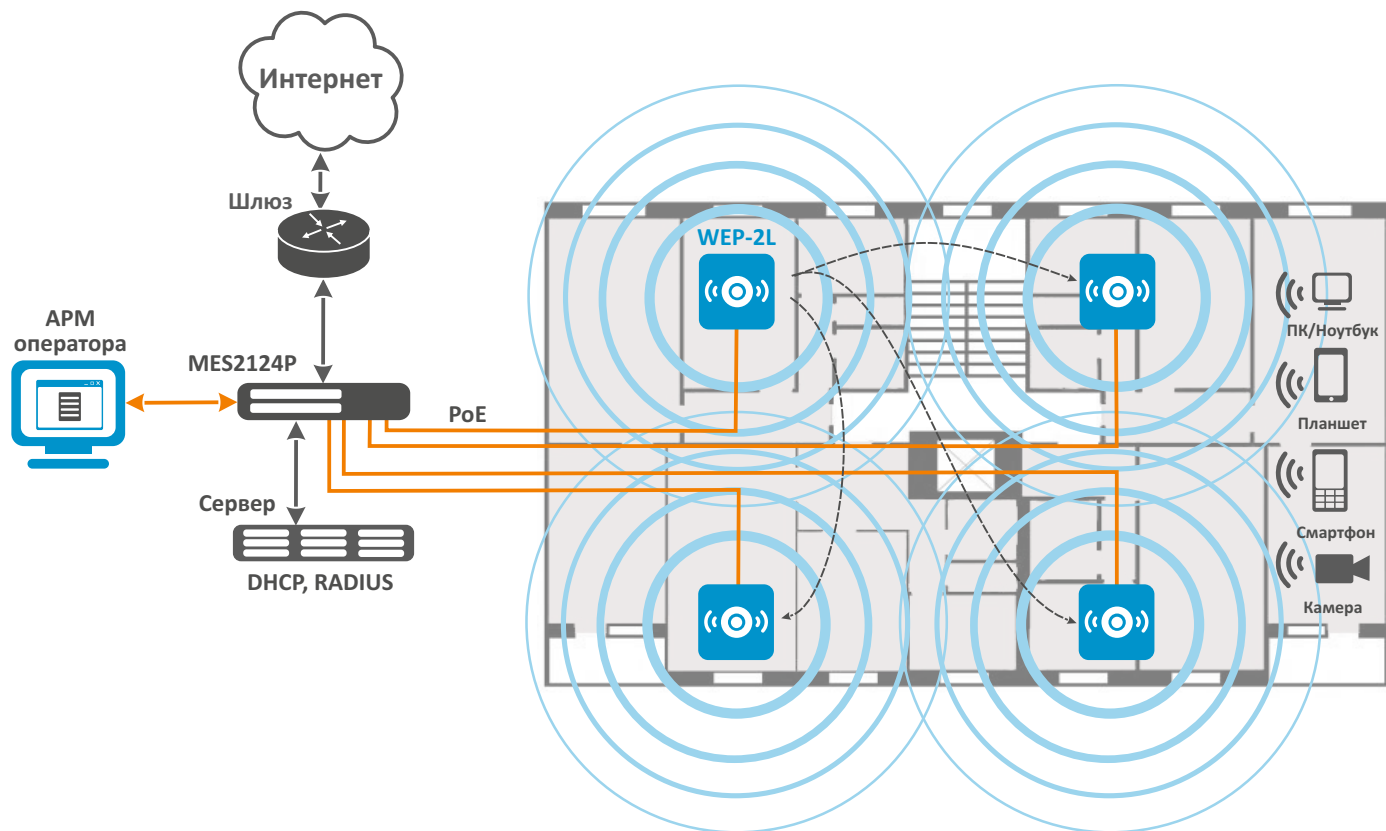 Интернет
Шлюз
WEP-2L
АРМ
оператора
MES2124P
PoE
Сервер
DHCP, RADIUS
ПК/Ноутбук
Планшет
Смартфон
Камера